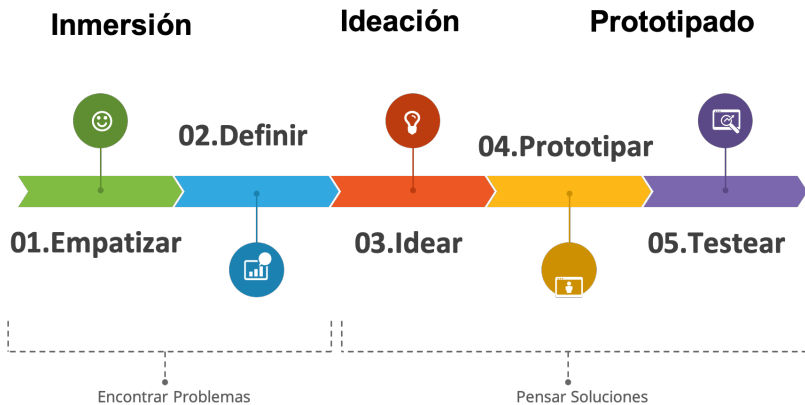 Inmersión
Ideación
Prototipado
02.Definir
04.Prototipar
01.Empatizar
03.Idear
05.Testear
Encontrar Problemas
Pensar Soluciones